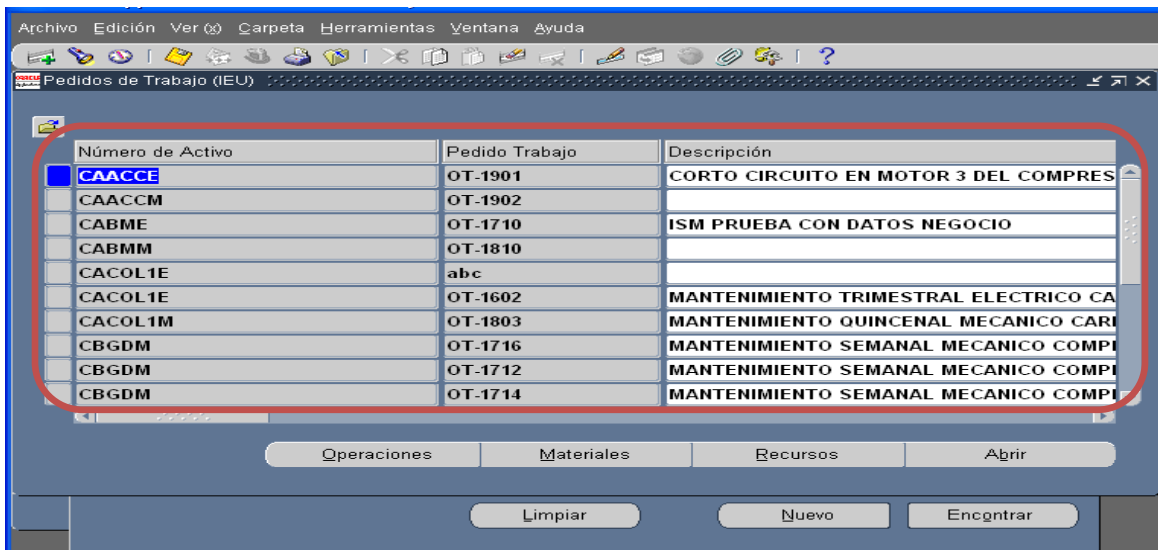 Archivo Edición Ver (x) Carpeta Herramientas Ventana Ayuda
Pedidos de Trabajo (IEU)
Número de Activo Pedido Trabajo Descripción
CAACCE OT-1901 CORTO CIRCUITO EN MOTOR 3 DEL COMPRES
CAACCM OT-1902
CABME OT-1710 ISM PRUEBA CON DATOS NEGOCIO
CABMM OT-1810
CACOL1E abc
CACOL1E OT-1602 MANTENIMIENTO TRIMESTRAL ELECTRICO CA
CACOL1M OT-1803 MANTENIMIENTO QUINCENAL MECANICO CARI
CBGDM OT-1716 MANTENIMIENTO SEMANAL MECANICO COMPI
CBGDM OT-1712 MANTENIMIENTO SEMANAL MECANICO COMPI
CBGDM OT-1714 MANTENIMIENTO SEMANAL MECANICO COMPI
Operaciones Materiales Recursos Abrir
Limpiar Nuevo Encontrar